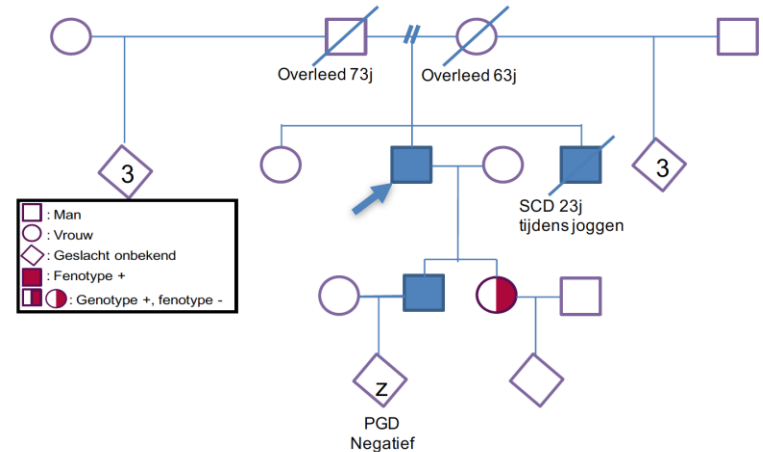 Overleed 73j
Overleed 63j
3
3
SCD 23j
tijdens joggen
: Man
: Vrouw
: Geslacht onbekend
: Fenotype +
: Genotype +, fenotype -
z
PGD
Negatief